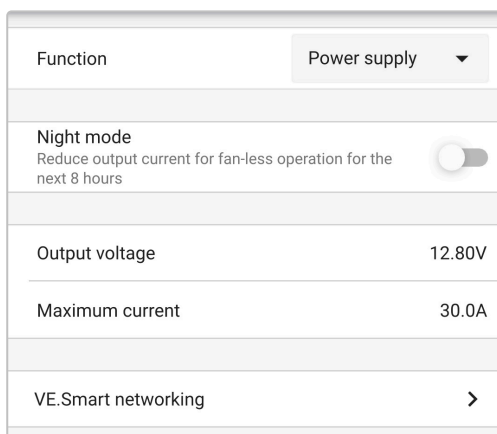 Function
Power supply
Night mode
Reduce output current for fan-less operation for the
next 8 hours
Output voltage
12.80V
Maximum current
30.0A
VE.Smart networking